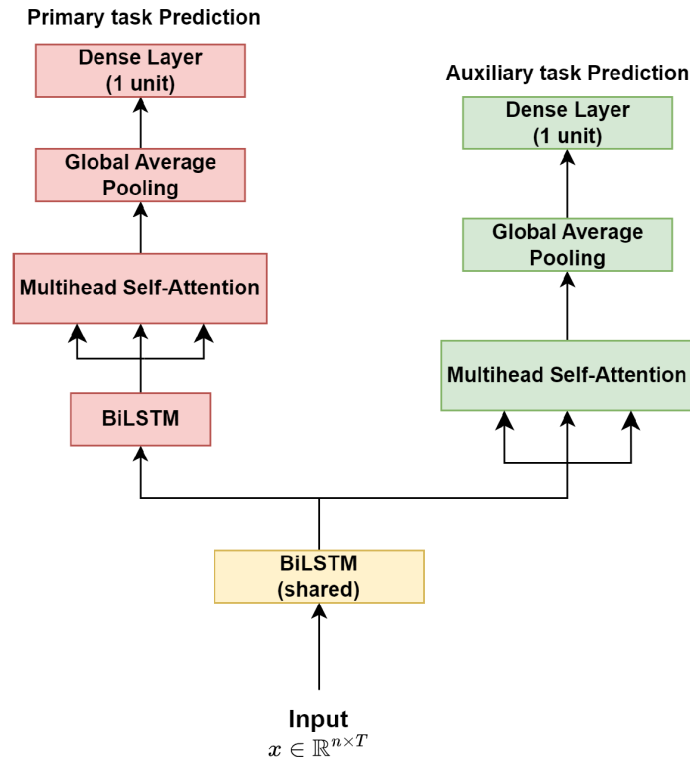 Primary task Prediction
Dense Layer
(1 unit)
Global Average
Pooling
Multihead Self-Attention
BiLSTM
Auxiliary task Prediction
Dense Layer
(1 unit)
Global Average
Pooling
Multihead Self-Attention
BiLSTM
(shared)
Input
x ∈ ℝ^{n×T}